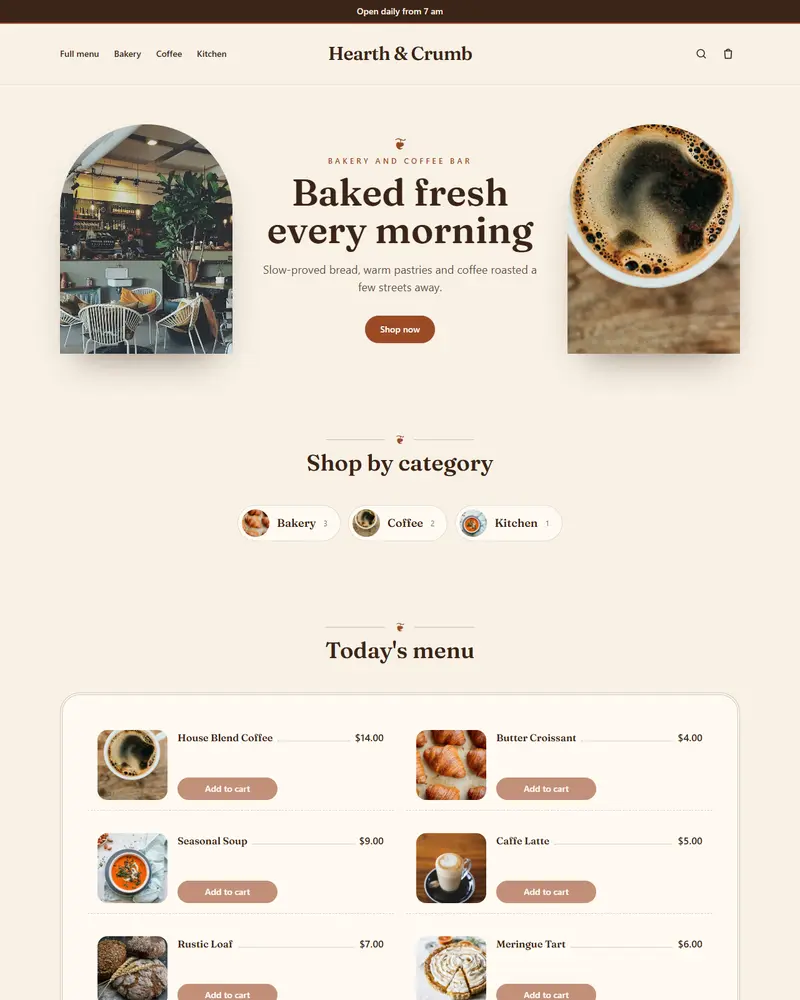 Open daily from 7 am
Full menu
Bakery
Coffee
Kitchen
Hearth & Crumb
BAKERY AND COFFEE BAR
Baked fresh
every morning
Slow-proved bread, warm pastries and coffee roasted a
few streets away.
Shop now
Shop by category
Bakery 3
Coffee 2
Kitchen 1
Today's menu
House Blend Coffee $14.00
Add to cart
Butter Croissant $4.00
Add to cart
Seasonal Soup $9.00
Add to cart
Caffe Latte $5.00
Add to cart
Rustic Loaf $7.00
Add to cart
Meringue Tart $6.00
Add to cart